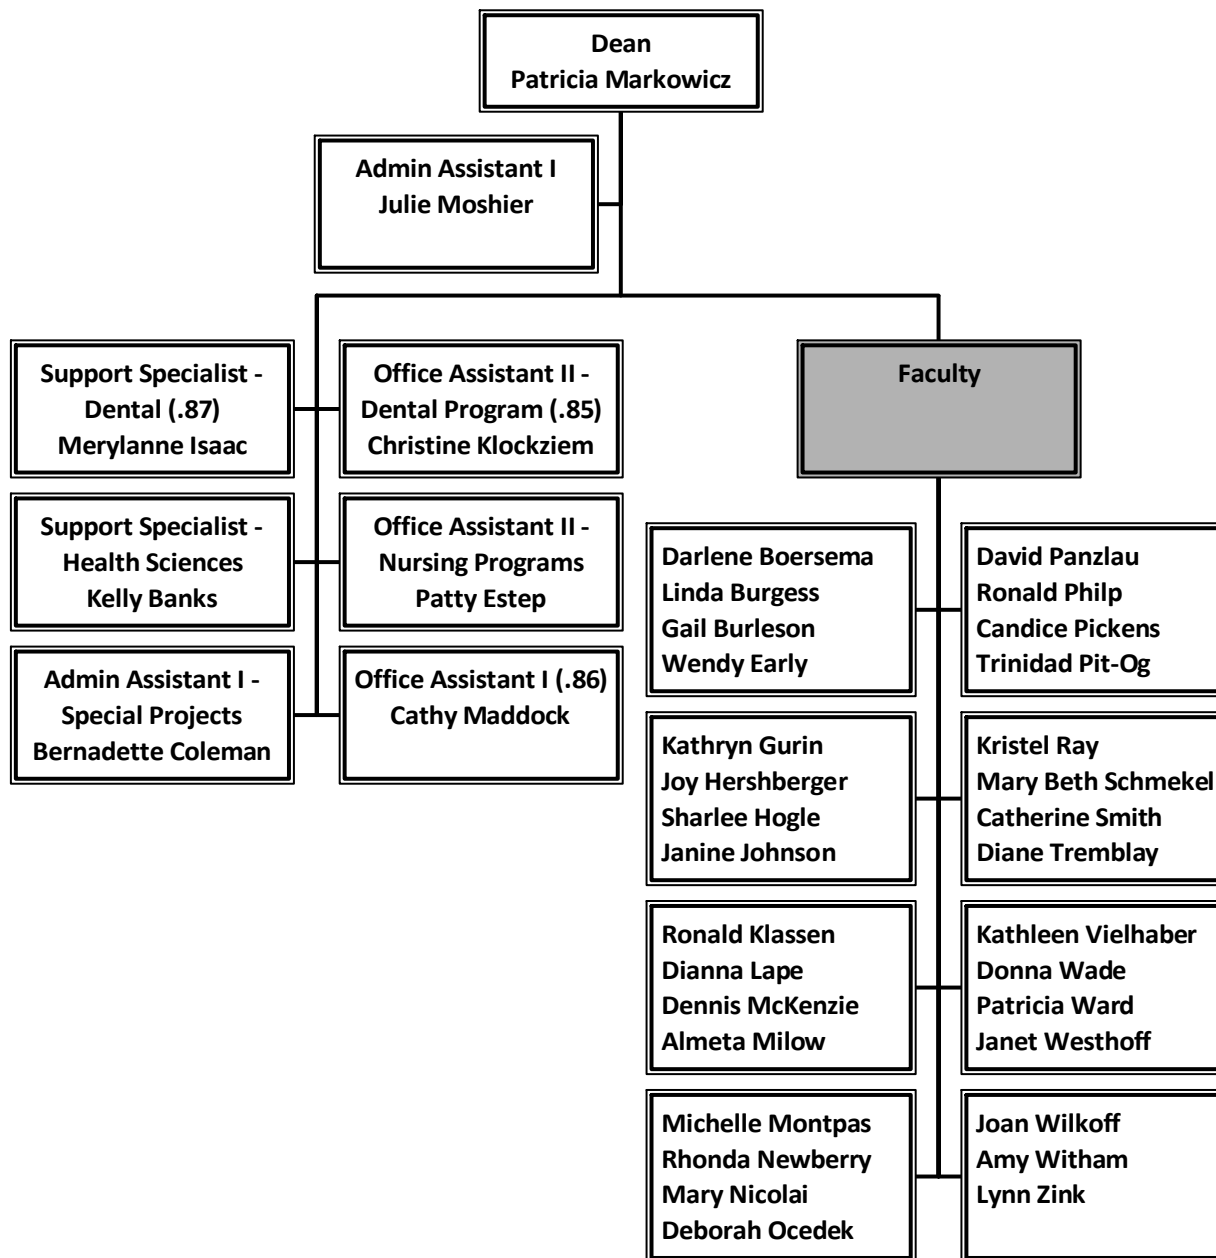 Dean
Patricia Markowicz
Admin Assistant I
Julie Moshier
Support Specialist -
Dental (.87)
Merylanne Isaac
Office Assistant II -
Dental Program (.85)
Christine Klockziem
Faculty
Support Specialist -
Health Sciences
Kelly Banks
Office Assistant II -
Nursing Programs
Patty Estep
Admin Assistant I -
Special Projects
Bernadette Coleman
Office Assistant I (.86)
Cathy Maddock
Darlene Boersema
Linda Burgess
Gail Burleson
Wendy Early
David Panzlau
Ronald Philp
Candice Pickens
Trinidad Pit-Og
Kathryn Gurin
Joy Hershberger
Sharlee Hogle
Janine Johnson
Kristel Ray
Mary Beth Schmekel
Catherine Smith
Diane Tremblay
Ronald Klassen
Dianna Lape
Dennis McKenzie
Almeta Milow
Kathleen Vielhaber
Donna Wade
Patricia Ward
Janet Westhoff
Michelle Montpas
Rhonda Newberry
Mary Nicolai
Deborah Ocedek
Joan Wilkoff
Amy Witham
Lynn Zink